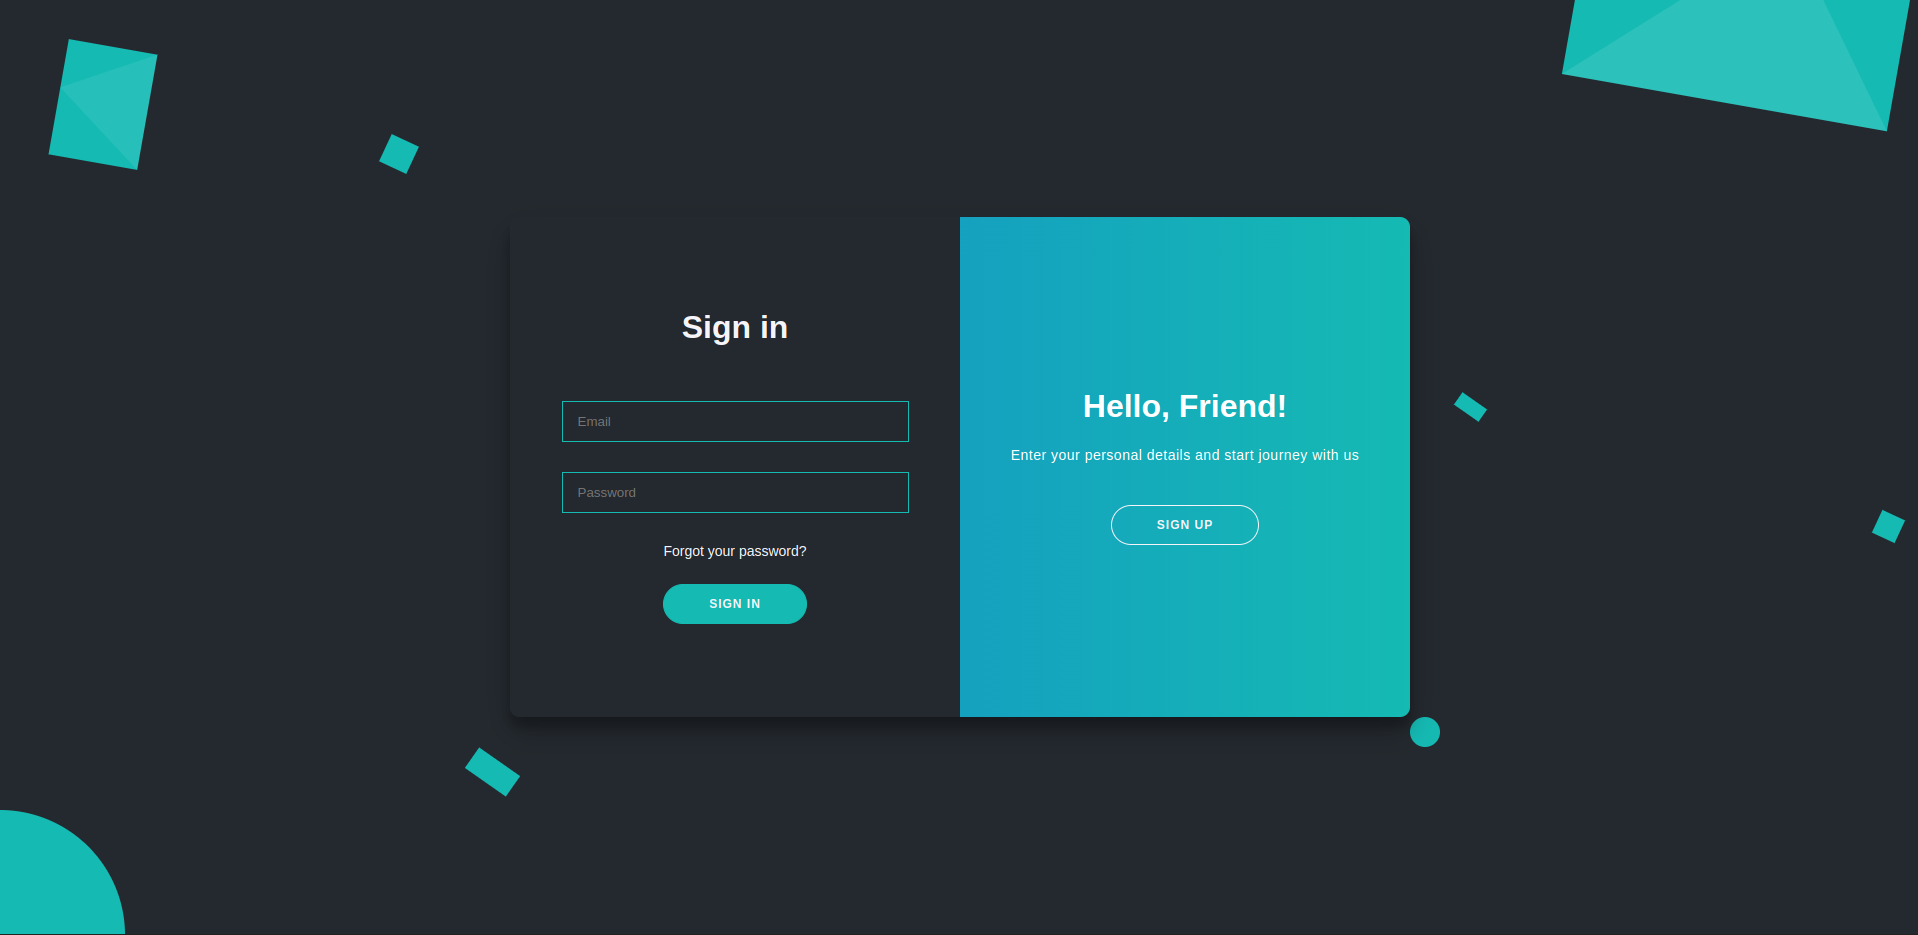 Sign in
Email
Password
Forgot your password?
SIGN IN
Hello, Friend!
Enter your personal details and start journey with us
SIGN UP